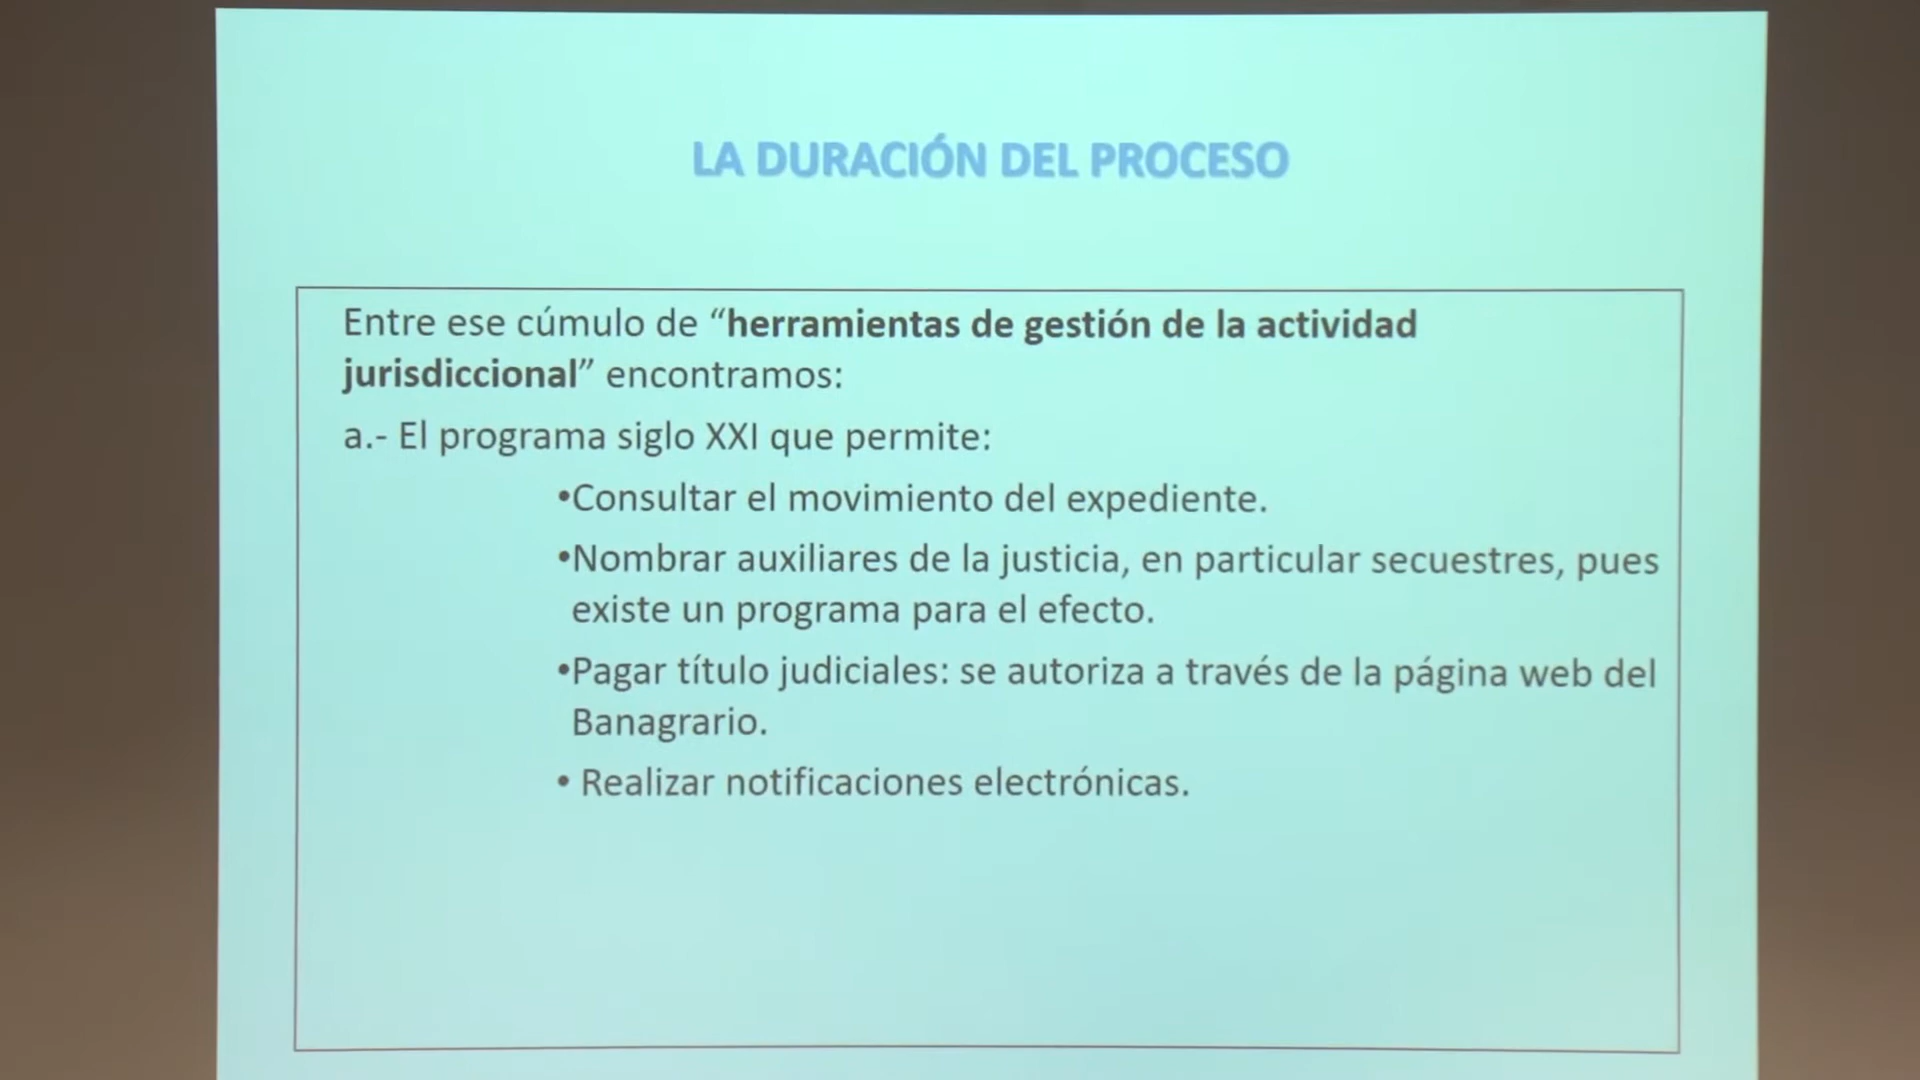 LA DURACIÓN DEL PROCESO
Entre ese cúmulo de “herramientas de gestión de la actividad
jurisdiccional” encontramos:
a.- El programa siglo XXI que permite:
•Consultar el movimiento del expediente.
•Nombrar auxiliares de la justicia, en particular secuestres, pues
existe un programa para el efecto.
•Pagar título judiciales: se autoriza a través de la página web del
Banagrario.
• Realizar notificaciones electrónicas.